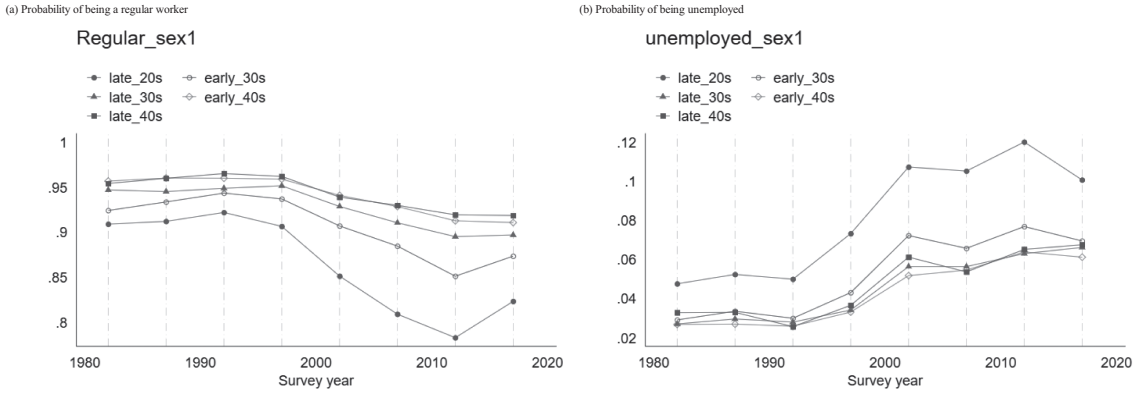 (a) Probability of being a regular worker
Regular_sex1
late_20s early_30s
late_30s early_40s
late_40s
1
.95
.9
.85
.8
1980 1990 2000 2010 2020
Survey year
(b) Probability of being unemployed
unemployed_sex1
late_20s early_30s
late_30s early_40s
late_40s
.12
.1
.08
.06
.04
.02
1980 1990 2000 2010 2020
Survey year